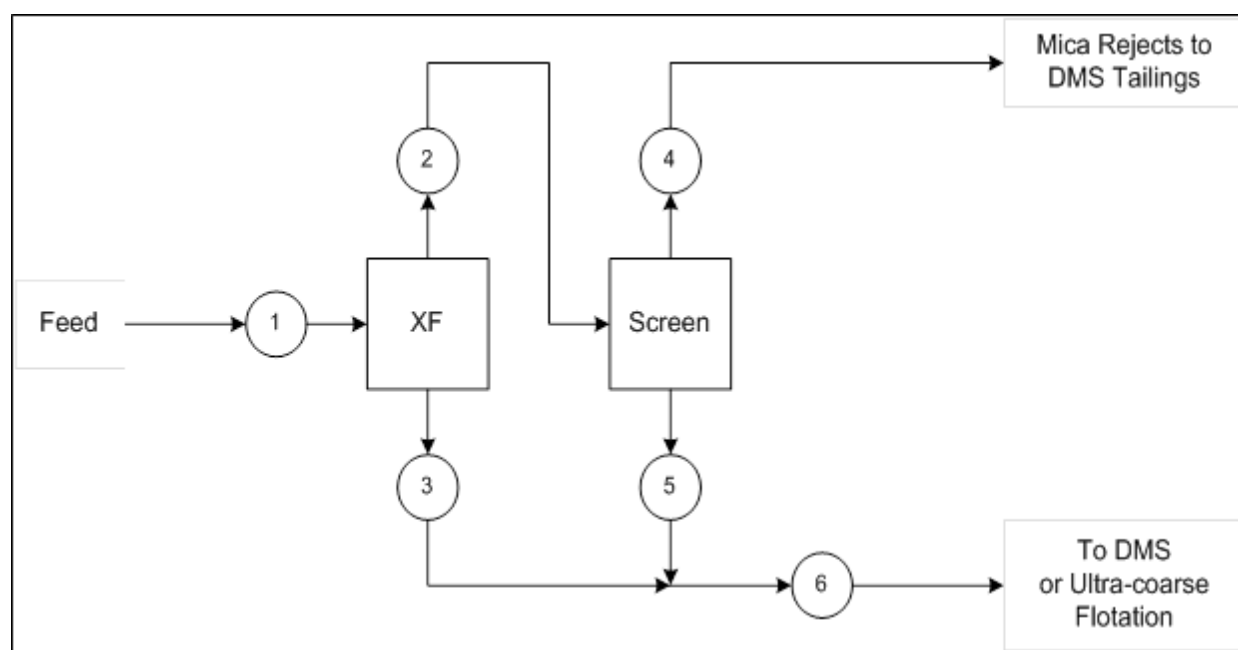 Mica Rejects to
DMS Tailings
2
4
Feed
1
XF
Screen
3
5
6
To DMS
or Ultra-coarse
Flotation